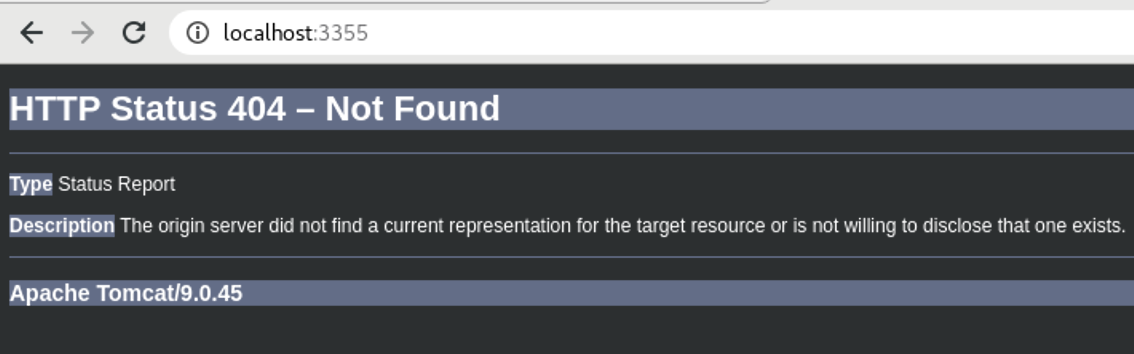 localhost:3355
HTTP Status 404 – Not Found
Type Status Report
Description The origin server did not find a current representation for the target resource or is not willing to disclose that one exists.
Apache Tomcat/9.0.45